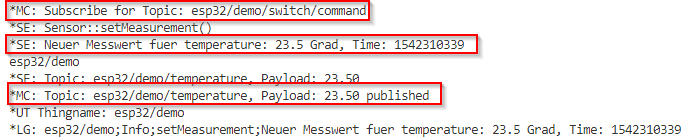 *MC: Subscribe for Topic: esp32/demo/switch/command
*SE: Sensor::setMeasurement()
*SE: Neuer Messwert fuer temperature: 23.5 Grad, Time: 1542310339
esp32/demo
*SE: Topic: esp32/demo/temperature, Payload: 23.50
*MC: Topic: esp32/demo/temperature, Payload: 23.50 published
*UT Thingname: esp32/demo
*LG: esp32/demo;Info;setMeasurement;Neuer Messwert fuer temperature: 23.5 Grad, Time: 1542310339